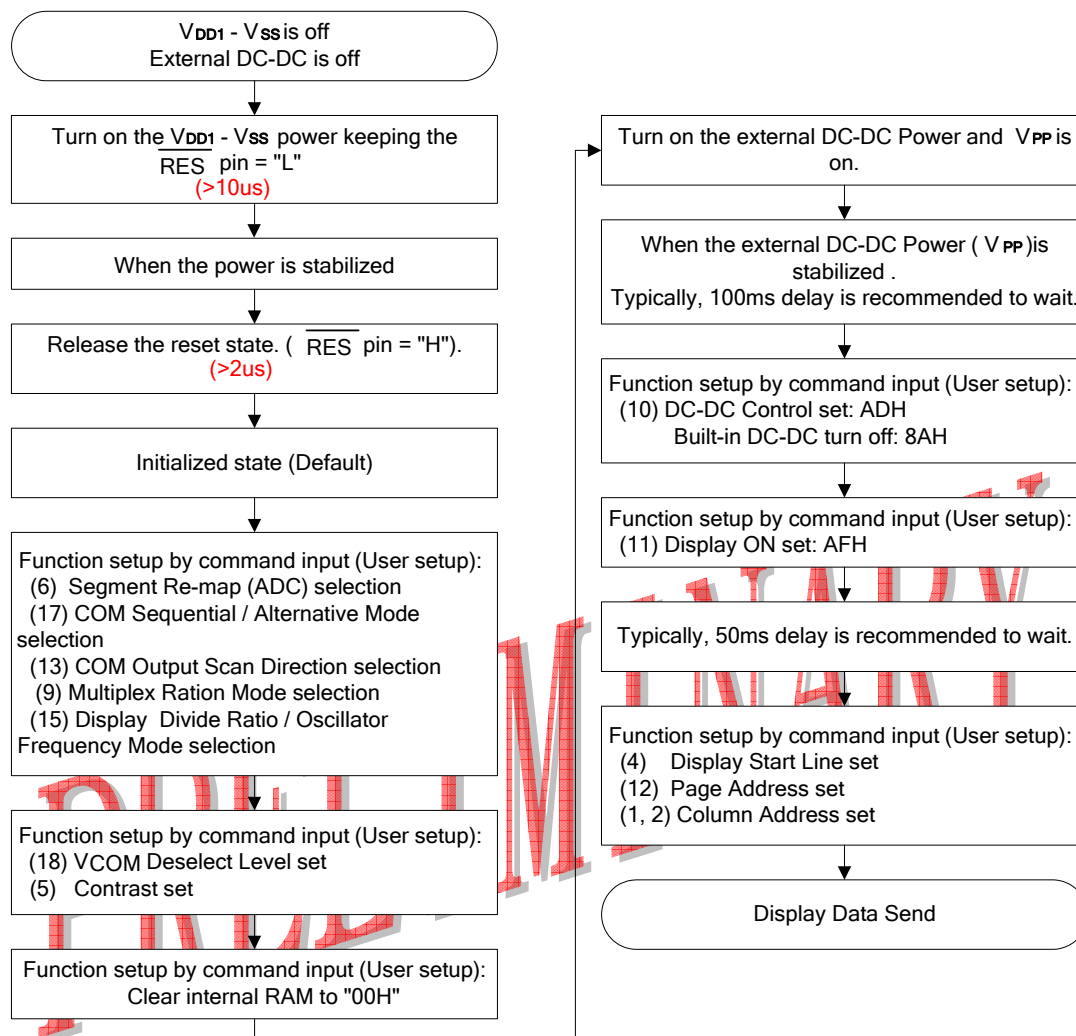 VDD1 - VSS is off
External DC-DC is off
Turn on the VDD1 - VSS power keeping the
RES pin = "L"
(>10us)
When the power is stabilized
Release the reset state. ( RES pin = "H").
(>2us)
Initialized state (Default)
Function setup by command input (User setup):
(6) Segment Re-map (ADC) selection
(17) COM Sequential / Alternative Mode
selection
(13) COM Output Scan Direction selection
(9) Multiplex Ration Mode selection
(15) Display Divide Ratio / Oscillator
Frequency Mode selection
Function setup by command input (User setup):
(18) VCOM Deselect Level set
(5) Contrast set
Function setup by command input (User setup):
Clear internal RAM to "00H"
Turn on the external DC-DC Power and VPP is
on.
When the external DC-DC Power ( VPP )is
stabilized .
Typically, 100ms delay is recommended to wait.
Function setup by command input (User setup):
(10) DC-DC Control set: ADH
Built-in DC-DC turn off: 8AH
Function setup by command input (User setup):
(11) Display ON set: AFH
Typically, 50ms delay is recommended to wait.
Function setup by command input (User setup):
(4) Display Start Line set
(12) Page Address set
(1, 2) Column Address set
Display Data Send
PRELIMINARY